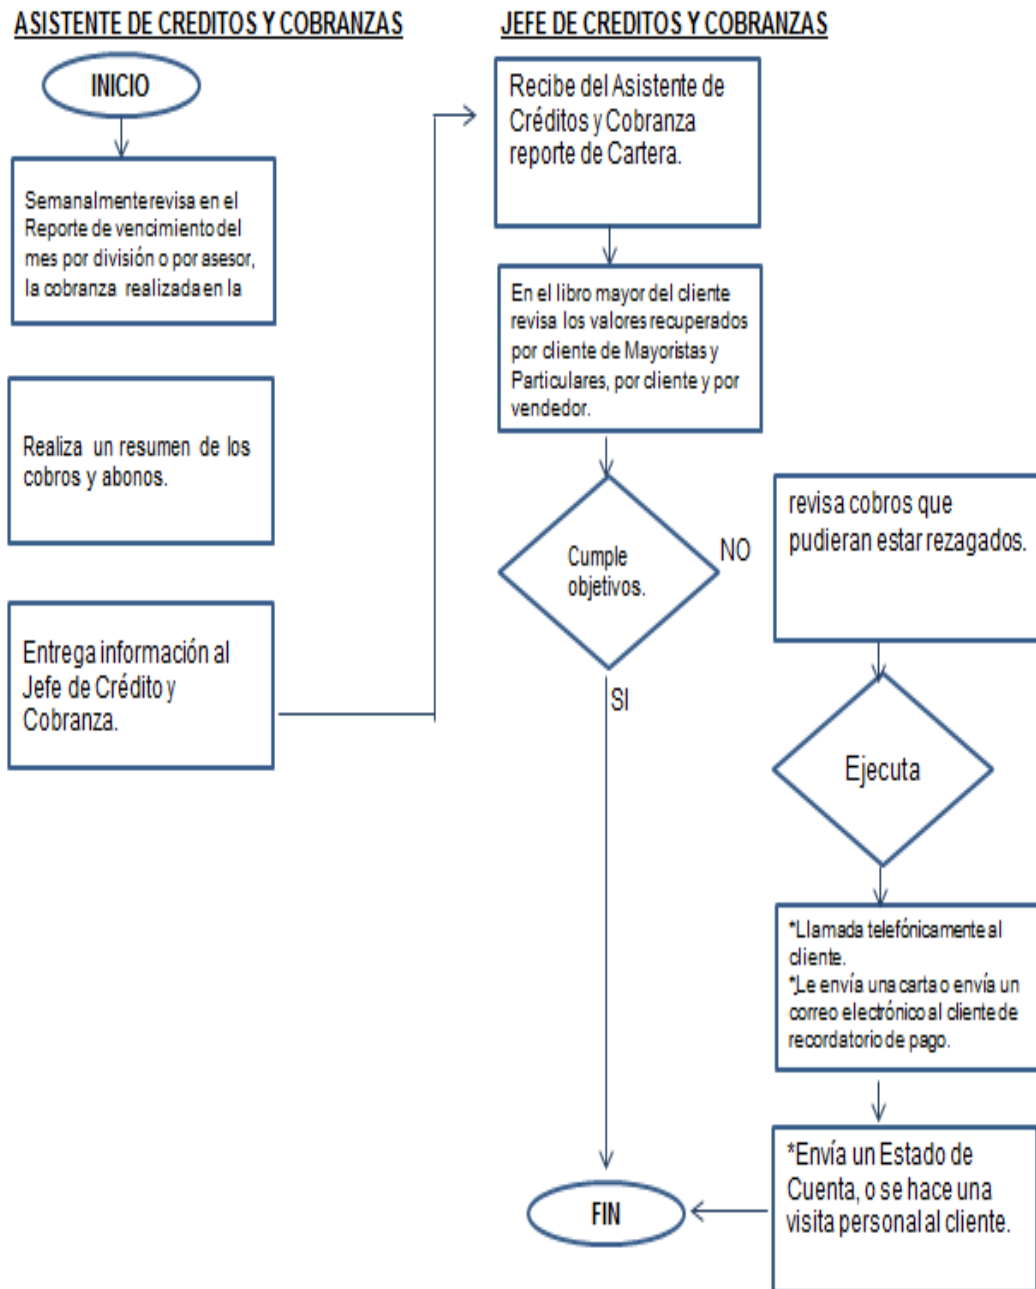 ASISTENTE DE CREDITOS Y COBRANZAS
INICIO
Semanalmente revisa en el
Reporte de vencimiento del
mes por división o por asesor,
la cobranza realizada en la
Realiza un resumen de los
cobros y abonos.
Entrega información al
Jefe de Crédito y
Cobranza.
JEFE DE CREDITOS Y COBRANZAS
Recibe del Asistente de
Créditos y Cobranza
reporte de Cartera.
En el libro mayor del cliente
revisa los valores recuperados
por cliente de Mayoristas y
Particulares, por cliente y por
vendedor.
Cumple
objetivos.
NO
SI
revisa cobros que
pudieran estar rezagados.
Ejecuta
*Llamada telefónicamente al
cliente.
*Le envía una carta o envía un
correo electrónico al cliente de
recordatorio de pago.
*Envía un Estado de
Cuenta, o se hace una
visita personal al cliente.
FIN